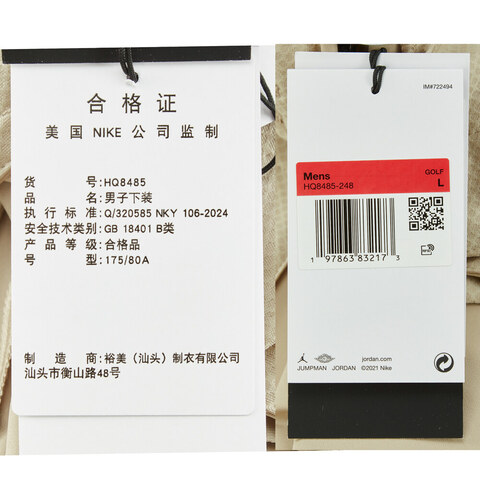 合格证
美国 NIKE 公司监制
货号:HQ8485
品名:男子下装
执行标准:Q/320585 NKY 106-2024
安全技术类别:GB 18401 B类
产品等级:合格品
号型:175/80A
制造商:裕美（汕头）制衣有限公司
汕头市衡山路48号
IM#722494
Mens
GOLF
HQ8485-248
L
1 97863 83217 3
jordan.com
JUMPMAN JORDAN ©2021 Nike